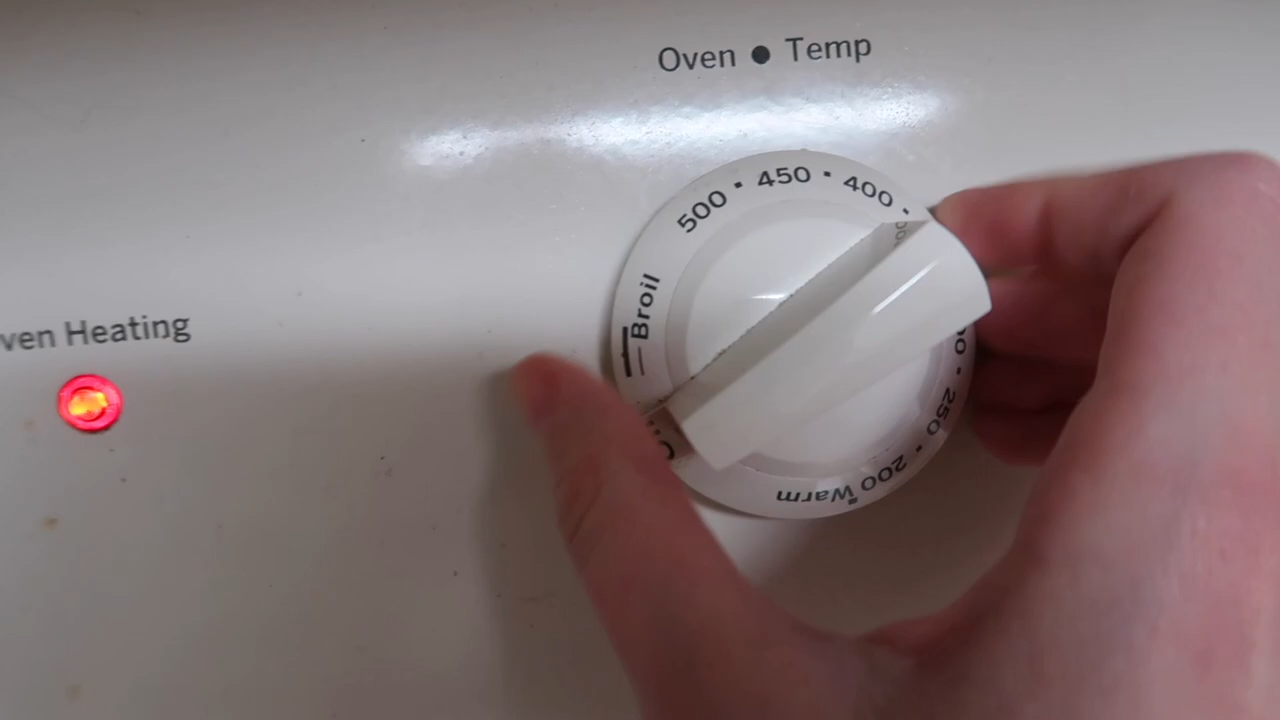 Oven • Temp
500 • 450 • 400 •
Broil
ven Heating
250 •
200 Warm